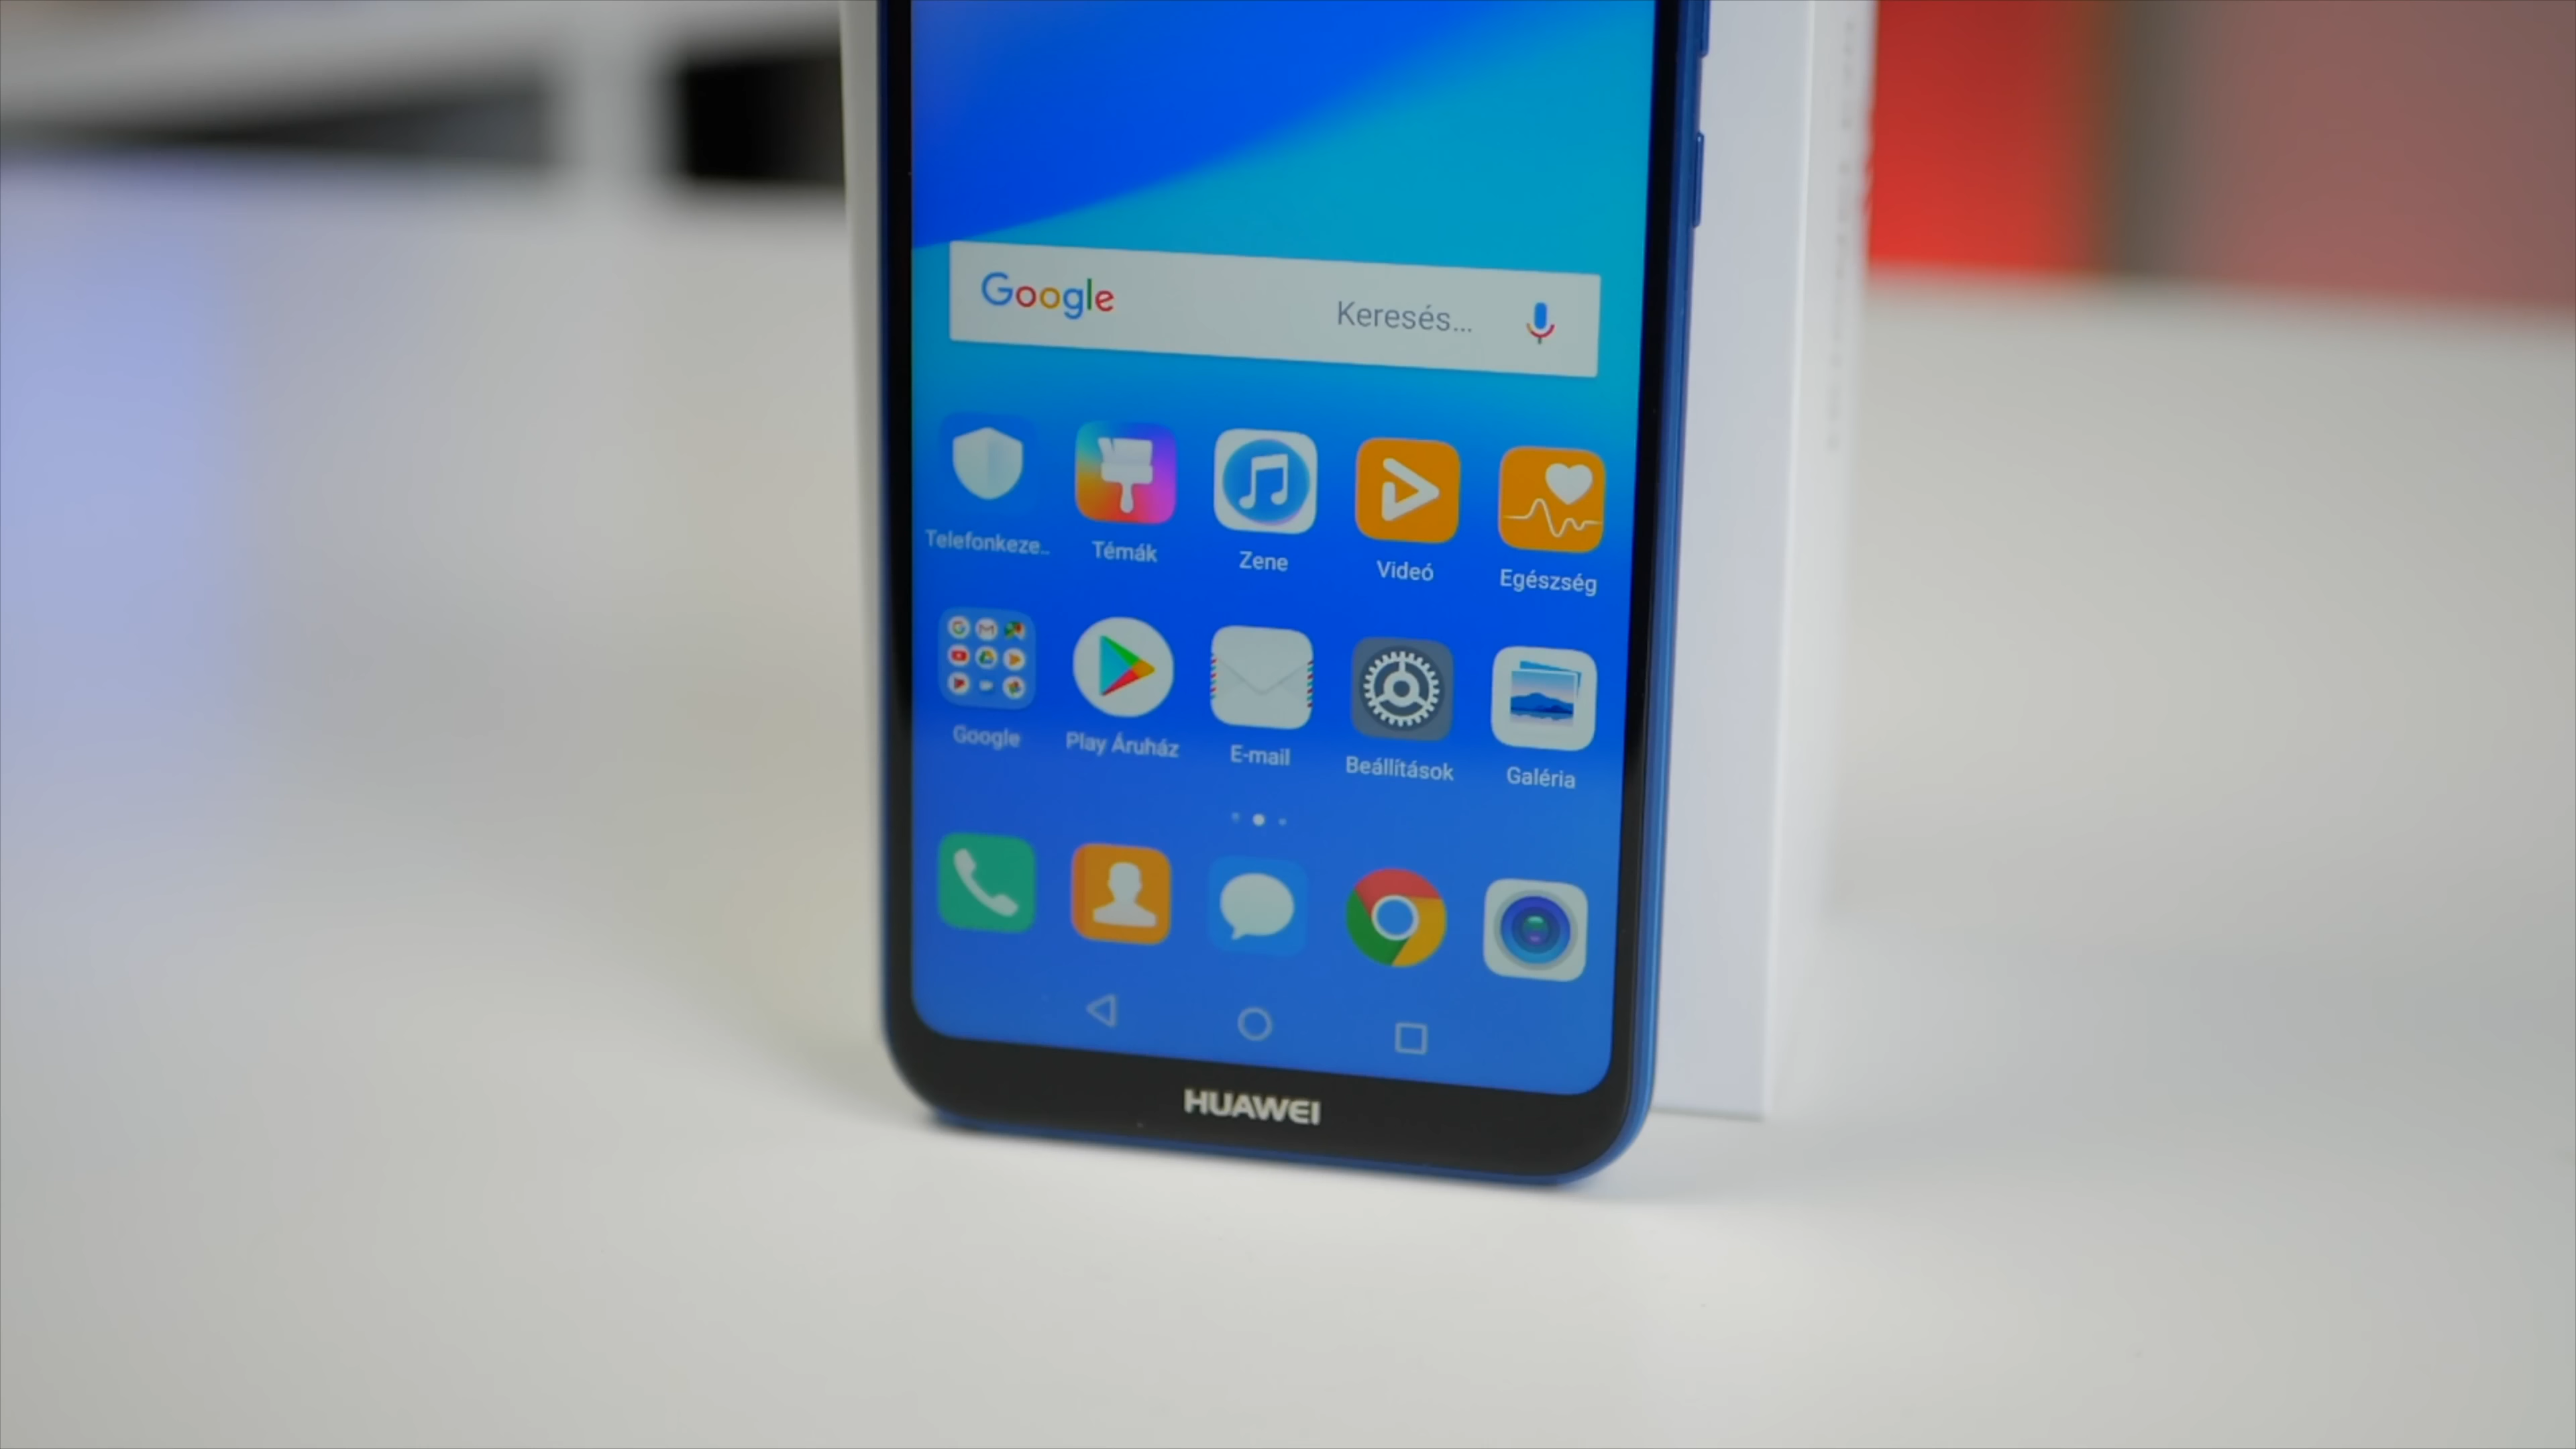 Google Keresés...
Telefonkeze..
Témák
Zene
Videó
Egészség
Google
Play Áruház
E-mail
Beállítások
Galéria
HUAWEI